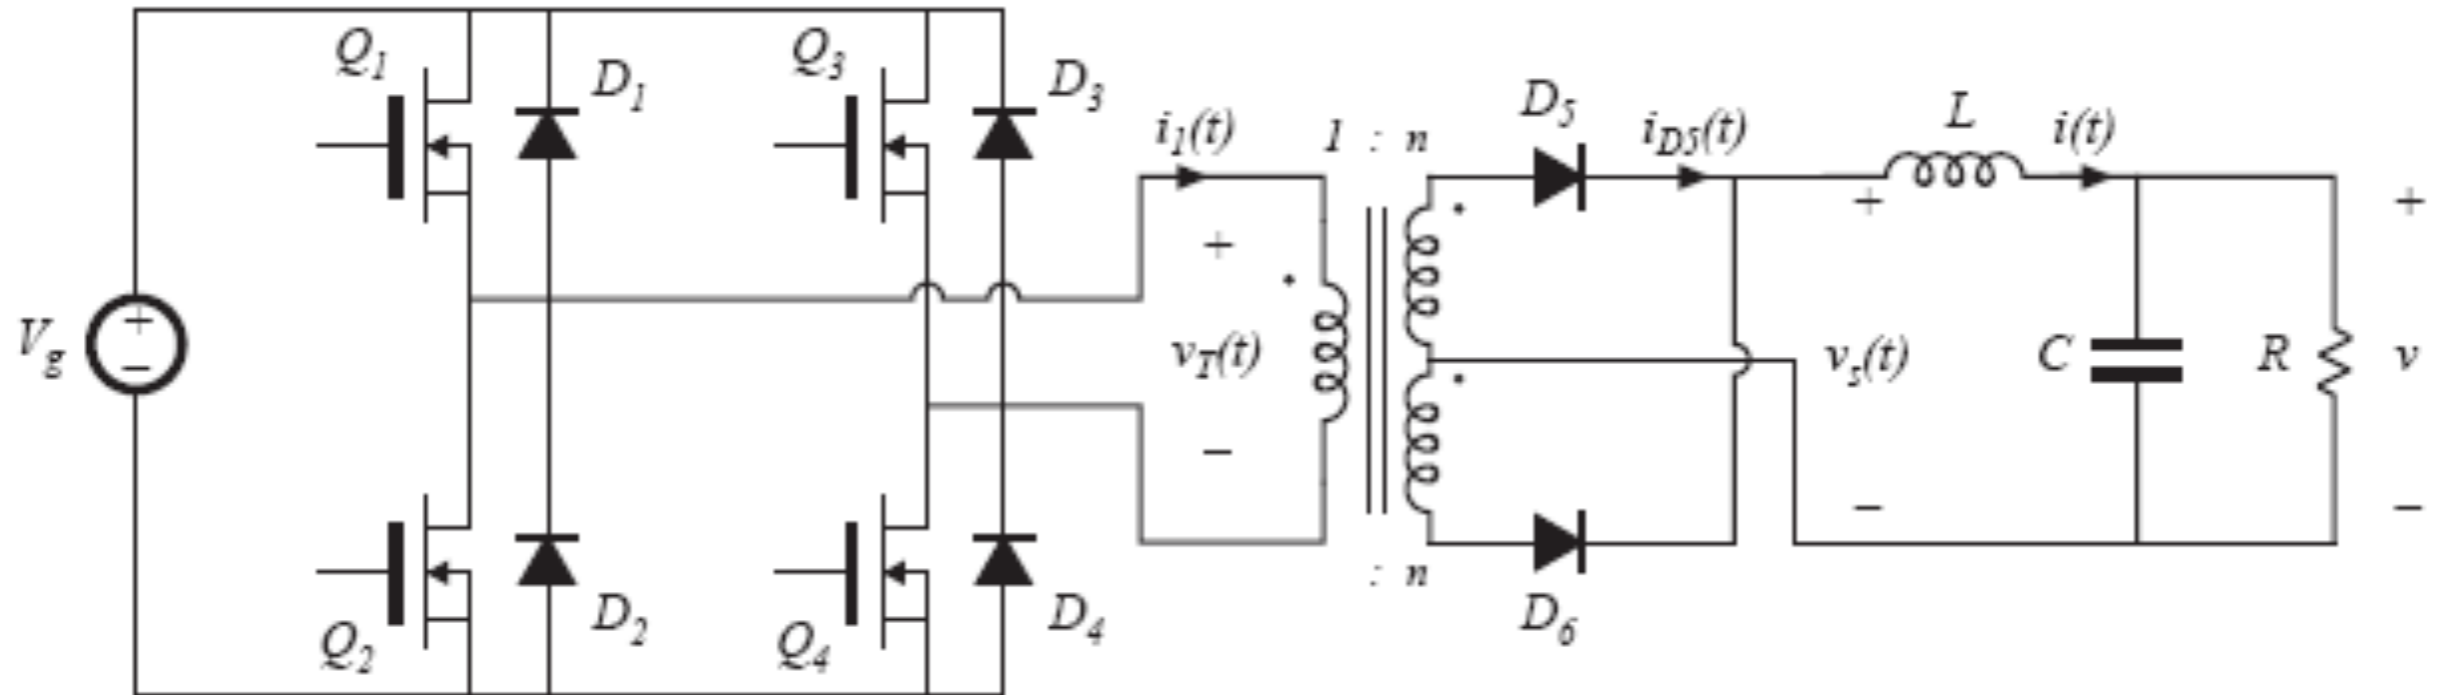 Q1
D1
Q3
D3
i1(t)
1 : n
D5
iD5(t)
L
i(t)
+
+
+
Vg
+
−
vT(t)
vs(t)
C
R
v
−
−
−
Q2
D2
Q4
D4
: n
D6